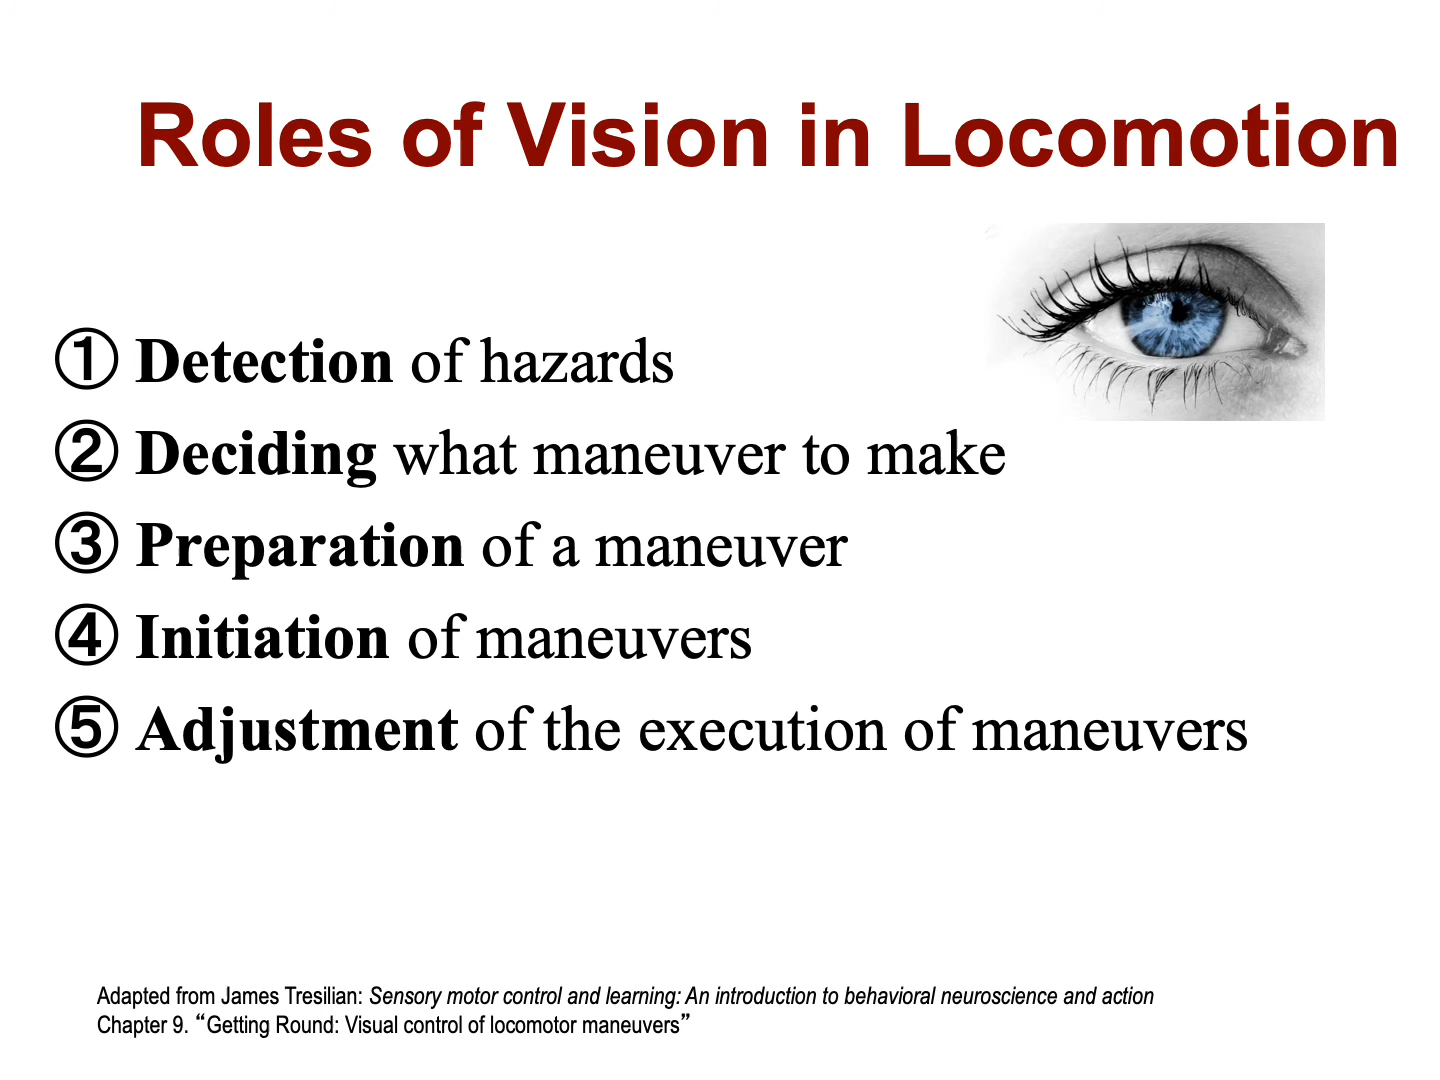 Roles of Vision in Locomotion
① Detection of hazards
② Deciding what maneuver to make
③ Preparation of a maneuver
④ Initiation of maneuvers
⑤ Adjustment of the execution of maneuvers
Adapted from James Tresilian: Sensory motor control and learning: An introduction to behavioral neuroscience and action
Chapter 9. “Getting Round: Visual control of locomotor maneuvers”